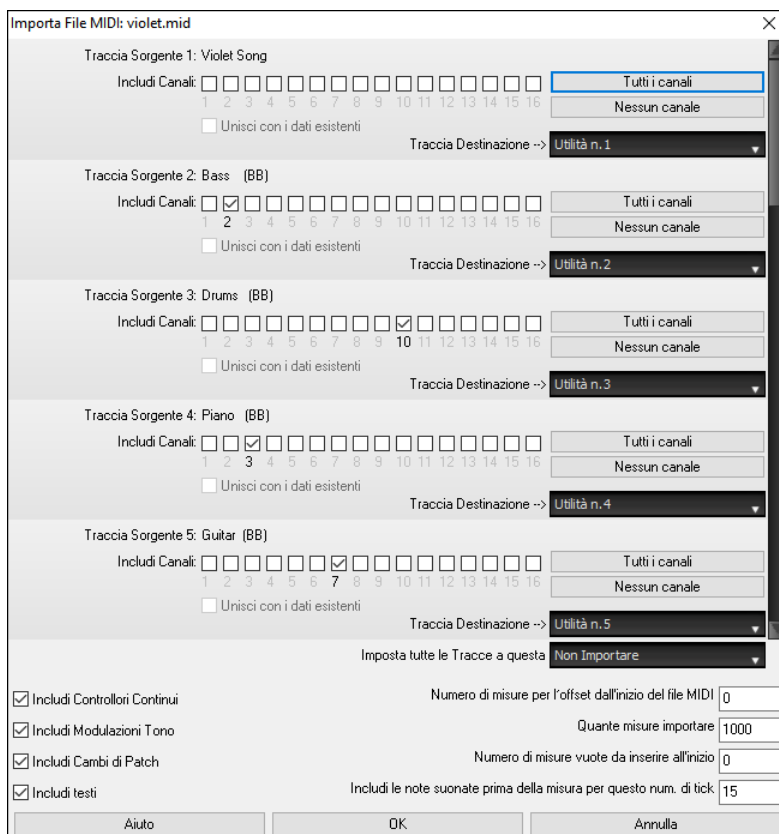 Importa File MIDI: violet.mid
Traccia Sorgente 1: Violet Song
Includi Canali:
Tutti i canali
1 2 3 4 5 6 7 8 9 10 11 12 13 14 15 16
Nessun canale
Unisci con i dati esistenti
Traccia Destinazione --> Utilità n.1
Traccia Sorgente 2: Bass (BB)
Includi Canali:
Tutti i canali
1 2 3 4 5 6 7 8 9 10 11 12 13 14 15 16
Nessun canale
Unisci con i dati esistenti
Traccia Destinazione --> Utilità n.2
Traccia Sorgente 3: Drums (BB)
Includi Canali:
Tutti i canali
1 2 3 4 5 6 7 8 9 10 11 12 13 14 15 16
Nessun canale
Unisci con i dati esistenti
Traccia Destinazione --> Utilità n.3
Traccia Sorgente 4: Piano (BB)
Includi Canali:
Tutti i canali
1 2 3 4 5 6 7 8 9 10 11 12 13 14 15 16
Nessun canale
Unisci con i dati esistenti
Traccia Destinazione --> Utilità n.4
Traccia Sorgente 5: Guitar (BB)
Includi Canali:
Tutti i canali
1 2 3 4 5 6 7 8 9 10 11 12 13 14 15 16
Nessun canale
Unisci con i dati esistenti
Traccia Destinazione --> Utilità n.5
Imposta tutte le Tracce a questa Non Importare
Includi Controllori Continui
Numero di misure per l'offset dall'inizio del file MIDI 0
Includi Modulazioni Tono
Quante misure importare 1000
Includi Cambi di Patch
Numero di misure vuote da inserire all'inizio 0
Includi testi
Includi le note suonate prima della misura per questo num. di tick 15
Aiuto OK Annulla